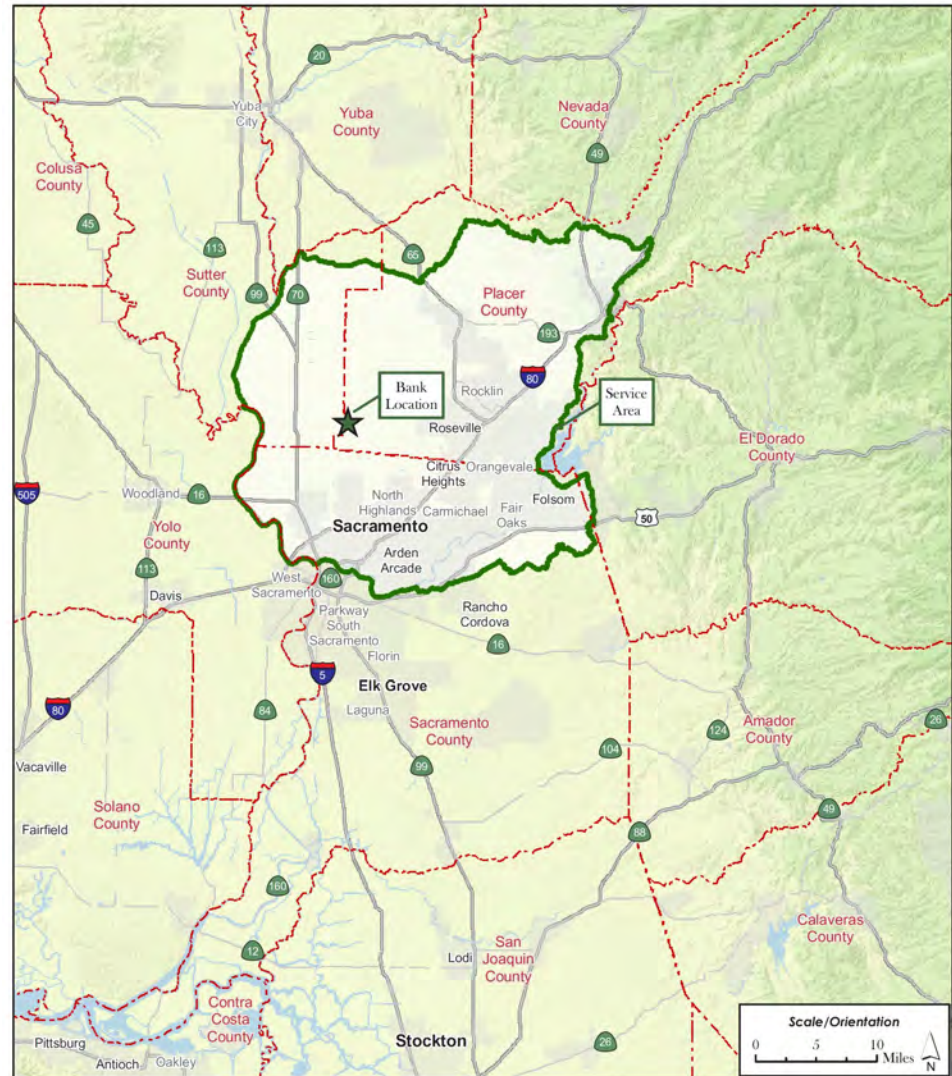 20
Yuba
City
Yuba
County
Nevada
County
49
Colusa
County
45
113
Sutter
County
99
70
65
Placer
County
193
80
Rocklin
Bank
Location
Service
Area
Roseville
El Dorado
County
Citrus
Heights
Orangevale
505
Woodland
16
North
Highlands
Carmichael
Fair
Oaks
Folsom
50
Yolo
County
Sacramento
Arden
Arcade
113
Davis
West
Sacramento
160
Parkway
South
Sacramento
Rancho
Cordova
16
Florin
5
Elk Grove
Laguna
80
84
Sacramento
County
99
104
124
Amador
County
26
Vacaville
Solano
County
Fairfield
49
88
160
12
Lodi
San
Joaquin
County
Calaveras
County
Contra
Costa
County
Pittsburg
Antioch
Oakley
Stockton
26
Scale/Orientation
0 5 10
Miles
N